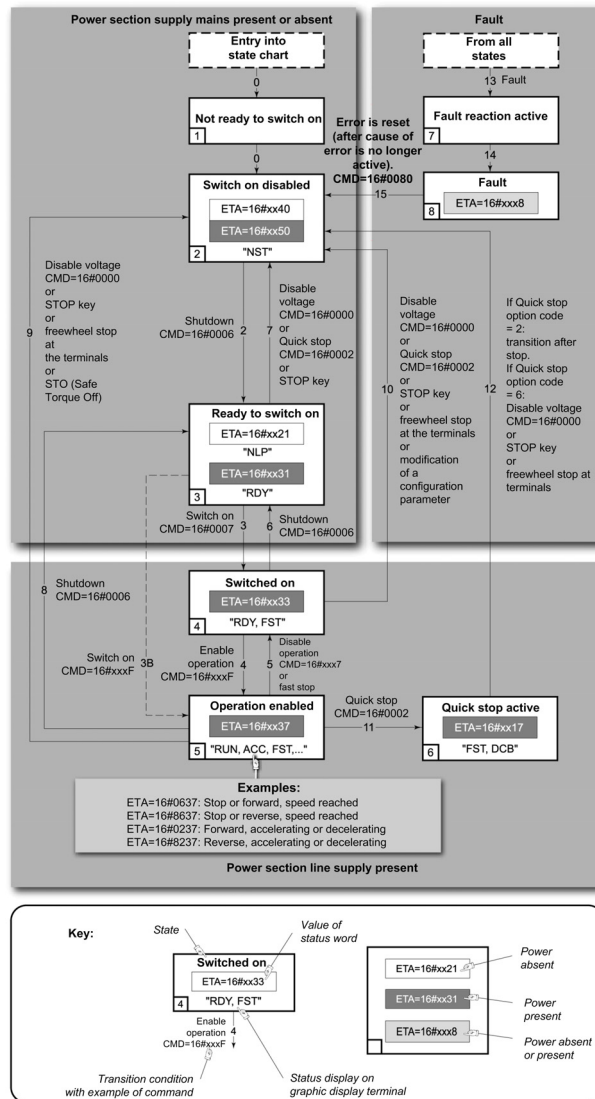 Power section supply mains present or absent
Entry into
state chart
0
Not ready to switch on
1
0
Switch on disabled
ETA=16#xx40
ETA=16#xx50
2
"NST"
Fault
From all
states
13 Fault
Fault reaction active
7
14
Fault
ETA=16#xxx8
8
Error is reset
(after cause of
error is no longer
active).
CMD=16#0080
15
9
Disable voltage
CMD=16#0000
or
STOP key
or
freewheel stop
at
the terminals
or
STO (Safe
Torque Off)
Shutdown
CMD=16#0006
2
7
Disable
voltage
CMD=16#0000
or
Quick stop
CMD=16#0002
or
STOP key
10
Disable
voltage
CMD=16#0000
or
Quick stop
CMD=16#0002
or
STOP key
or
freewheel stop
at the terminals
or
modification
of a
configuration
parameter
12
If Quick stop
option code
= 2:
transition after
stop.
If Quick stop
option code
= 6:
Disable voltage
CMD=16#0000
or
STOP key
or
freewheel stop at
terminals
Ready to switch on
ETA=16#xx21
"NLP"
ETA=16#xx31
3
"RDY"
Switch on
CMD=16#0007
3
6
Shutdown
CMD=16#0006
Switched on
ETA=16#xx33
4
"RDY, FST"
8
Shutdown
CMD=16#0006
Switch on
CMD=16#xxxF
3B
Enable
operation
CMD=16#xxxF
4
5
Disable
operation
CMD=16#xxx7
or
fast stop
Operation enabled
ETA=16#xx37
5
"RUN, ACC, FST,..."
Quick stop
CMD=16#0002
11
Quick stop active
ETA=16#xx17
6
"FST, DCB"
Examples:
ETA=16#0637: Stop or forward, speed reached
ETA=16#8637: Stop or reverse, speed reached
ETA=16#0237: Forward, accelerating or decelerating
ETA=16#8237: Reverse, accelerating or decelerating
Power section line supply present
Key:
State
Value of
status word
Switched on
ETA=16#xx33
4
"RDY, FST"
Enable
operation
CMD=16#xxxF
4
Transition condition
with example of command
Status display on
graphic display terminal
ETA=16#xx21
Power
absent
ETA=16#xx31
Power
present
ETA=16#xxx8
Power absent
or present